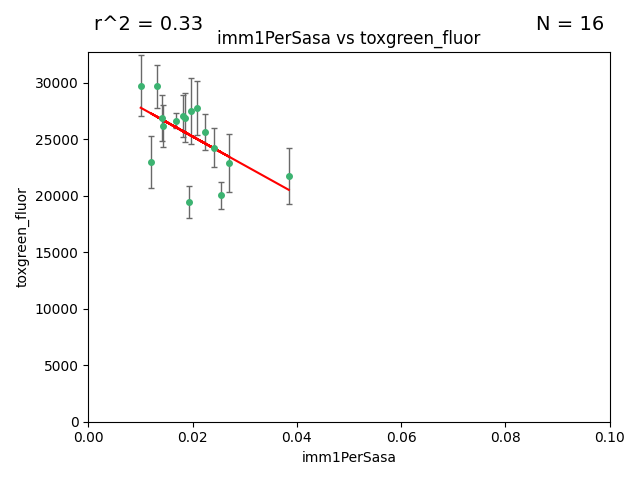 r^2 = 0.33
N = 16
imm1PerSasa vs toxgreen_fluor
toxgreen_fluor
30000
25000
20000
15000
10000
5000
0
0.00
0.02
0.04
0.06
0.08
0.10
imm1PerSasa